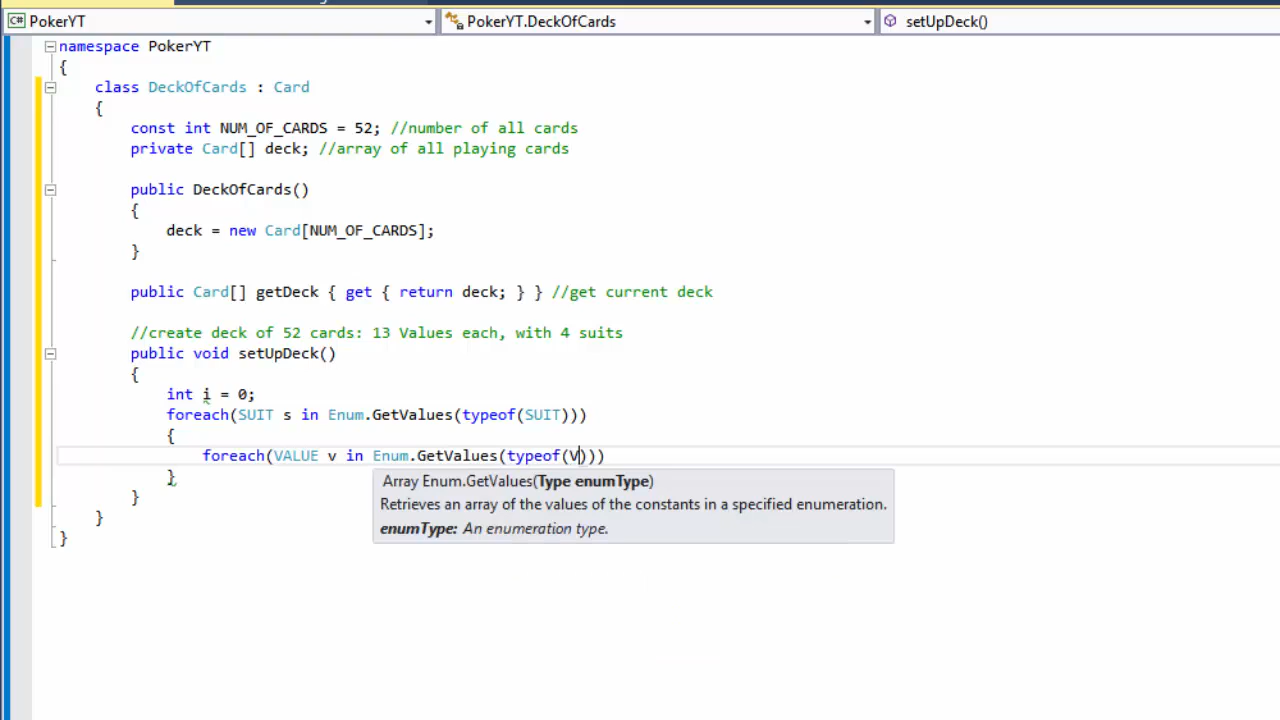 PokerYT
PokerYT.DeckOfCards
setUpDeck()
namespace PokerYT
{
class DeckOfCards : Card
{
const int NUM_OF_CARDS = 52; //number of all cards
private Card[] deck; //array of all playing cards
public DeckOfCards()
{
deck = new Card[NUM_OF_CARDS];
}
public Card[] getDeck { get { return deck; } } //get current deck
//create deck of 52 cards: 13 Values each, with 4 suits
public void setUpDeck()
{
int i = 0;
foreach(SUIT s in Enum.GetValues(typeof(SUIT)))
{
foreach(VALUE v in Enum.GetValues(typeof(V)))
}
Array Enum.GetValues(Type enumType)
Retrieves an array of the values of the constants in a specified enumeration.
enumType: An enumeration type.
}
}
}